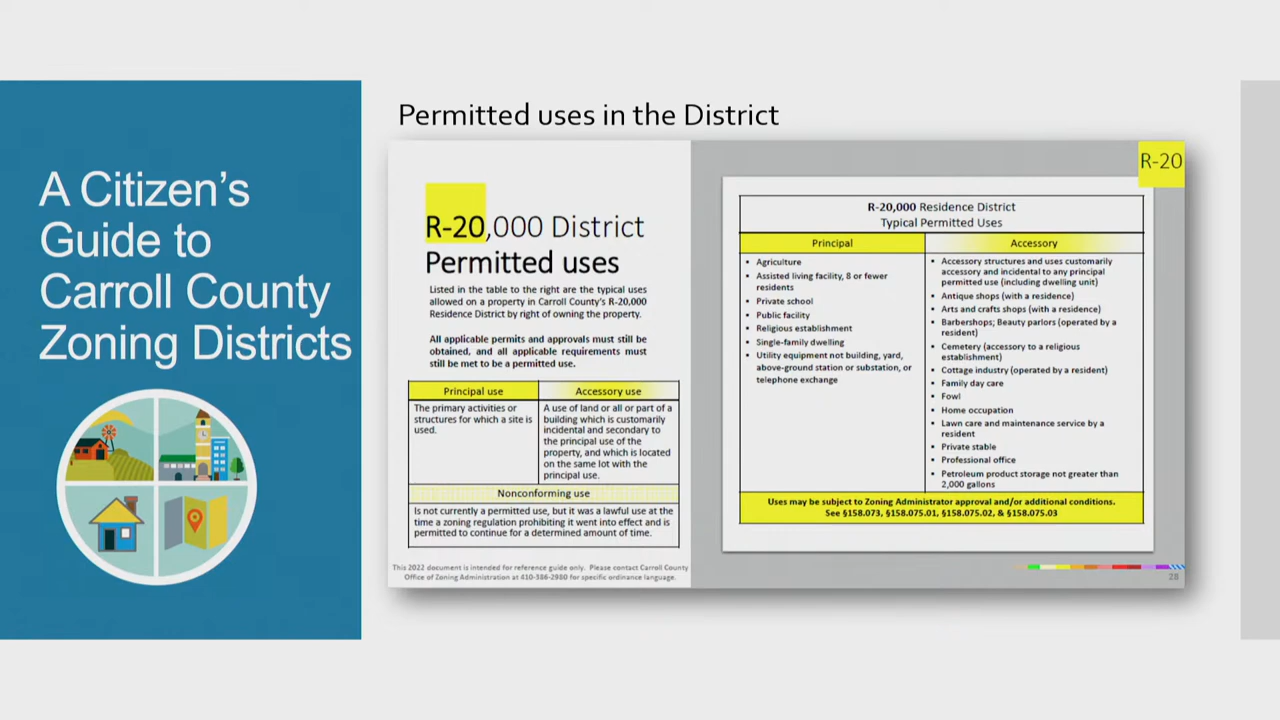 A Citizen's
Guide to
Carroll County
Zoning Districts
Permitted uses in the District
R-20,000 District
Permitted uses
Listed in the table to the right are the typical uses
allowed on a property in Carroll County's R-20,000
Residence District by right of owning the property.
All applicable permits and approvals must still be
obtained, and all applicable requirements must
still be met to be a permitted use.
Principal use
The primary activities or
structures for which a site is
used.
Accessory use
A use of land or all or part of a
building which is customarily
incidental and secondary to
the principal use of the
property, and which is located
on the same lot with the
principal use.
Nonconforming use
Is not currently a permitted use, but it was a lawful use at the
time a zoning regulation prohibiting it went into effect and is
permitted to continue for a determined amount of time.
This 2022 document is intended for reference guide only. Please contact Carroll County
Office of Zoning Administration at 410-386-2980 for specific ordinance language.
R-20
R-20,000 Residence District
Typical Permitted Uses
Principal
• Agriculture
• Assisted living facility, 8 or fewer
residents
• Private school
• Public facility
• Religious establishment
• Single-family dwelling
• Utility equipment not building, yard,
above-ground station or substation, or
telephone exchange
Accessory
• Accessory structures and uses customarily
accessory and incidental to any principal
permitted use (including dwelling unit)
• Antique shops (with a residence)
• Arts and crafts shops (with a residence)
• Barbershops; Beauty parlors (operated by a
resident)
• Cemetery (accessory to a religious
establishment)
• Cottage industry (operated by a resident)
• Family day care
• Fowl
• Home occupation
• Lawn care and maintenance service by a
resident
• Private stable
• Professional office
• Petroleum product storage not greater than
2,000 gallons
Uses may be subject to Zoning Administrator approval and/or additional conditions.
See §158.073, §158.075.01, §158.075.02, & §158.075.03
28